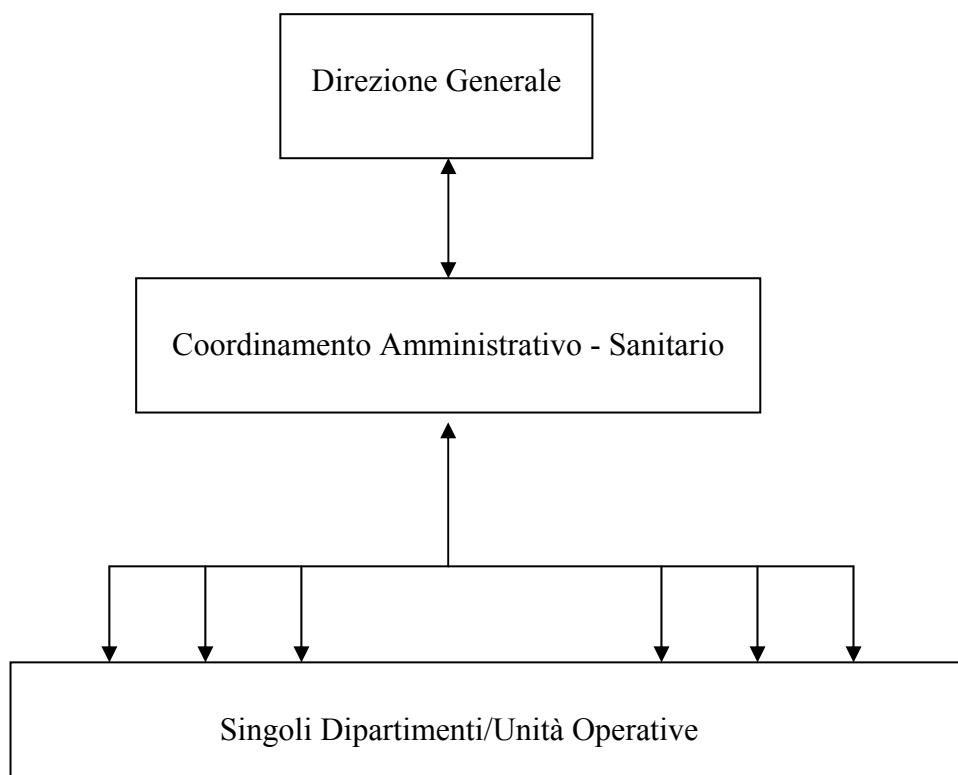 Direzione Generale
Coordinamento Amministrativo - Sanitario
Singoli Dipartimenti/Unità Operative